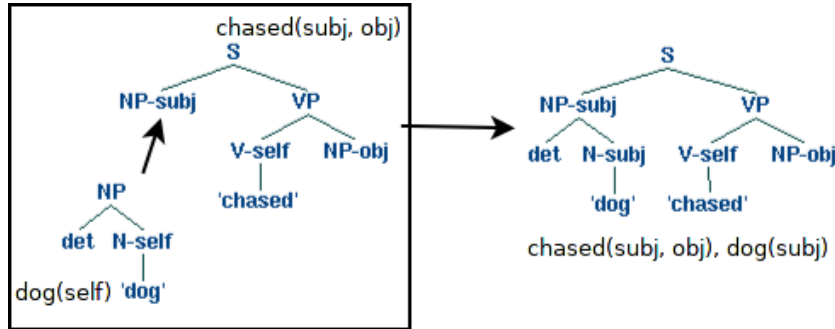 chased(subj, obj)
S
NP-subj VP
V-self NP-obj
'chased'
NP
det N-self
dog(self) 'dog'
S
NP-subj VP
det N-subj V-self NP-obj
'dog' 'chased'
chased(subj, obj), dog(subj)